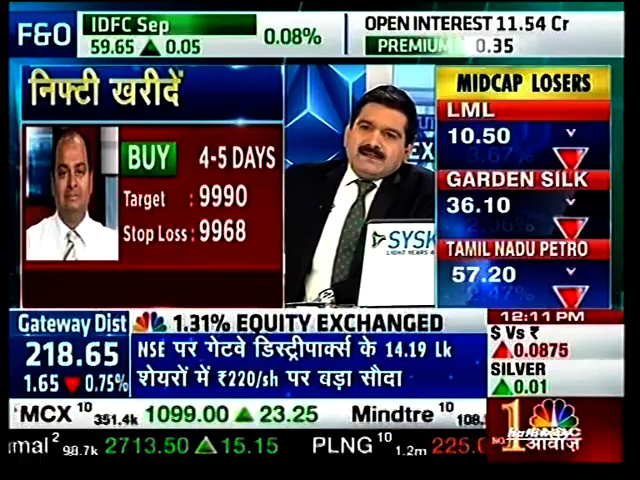 F&O
IDFC Sep
59.65 ▲ 0.05
0.08%
OPEN INTEREST 11.54 Cr
PREMIUM 0.35
निफ्टी खरीदें
BUY 4-5 DAYS
Target : 9990
Stop Loss : 9968
SYSK
MIDCAP LOSERS
LML
10.50
GARDEN SILK
36.10
TAMIL NADU PETRO
57.20
Gateway Dist
218.65
1.65 ▼ 0.75%
1.31% EQUITY EXCHANGED
NSE पर गेटवे डिस्ट्रीपार्क्स के 14.19 Lk
शेयरों में ₹220/sh पर बड़ा सौदा
12:11 PM
$ Vs ₹
▲0.0875
SILVER
▲0.01
MCX 10 351.4k 1099.00 ▲ 23.25 Mindtre 10 108.
mal 2 98.7k 2713.50 ▲ 15.15 PLNG 10 1.2m 225.0
NO.1
आवाज़